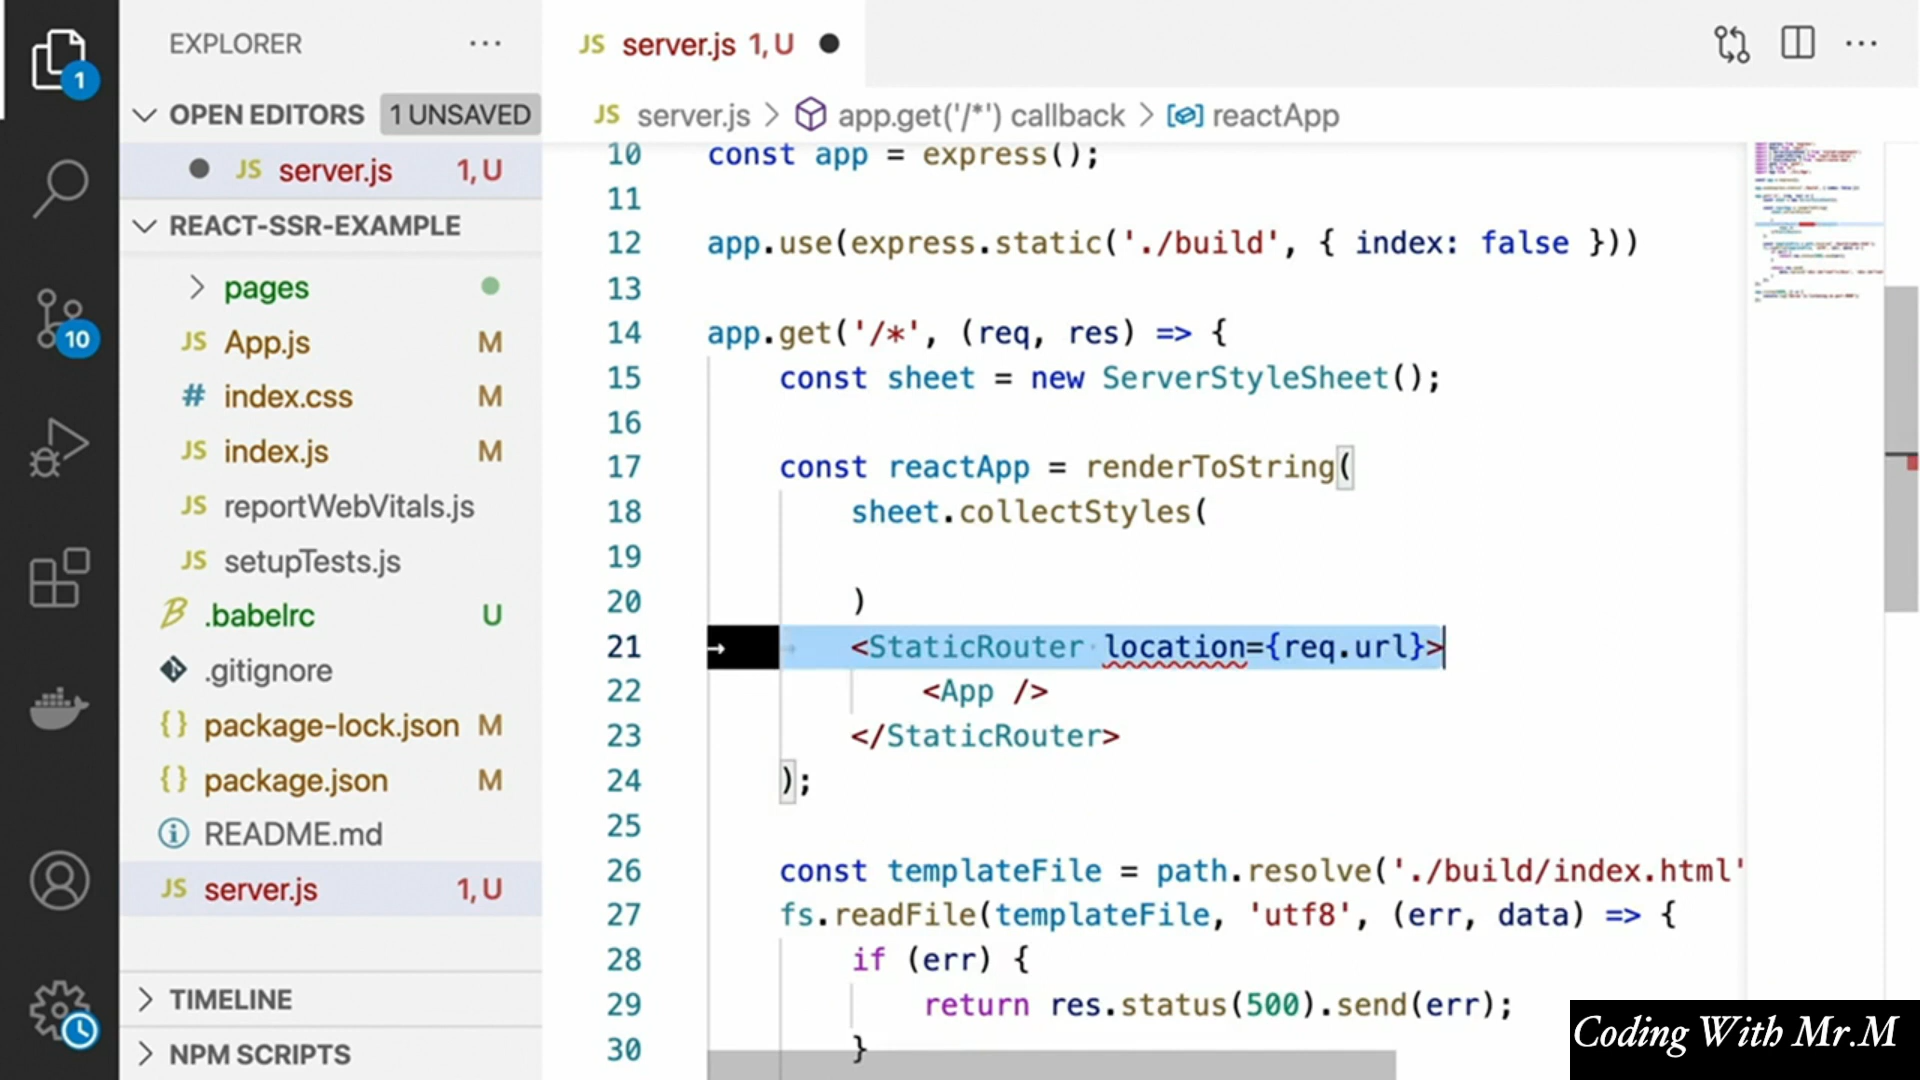 EXPLORER
OPEN EDITORS 1 UNSAVED
JS server.js 1, U
REACT-SSR-EXAMPLE
pages
JS App.js M
# index.css M
JS index.js M
JS reportWebVitals.js
JS setupTests.js
.babelrc U
.gitignore
{} package-lock.json M
{} package.json M
README.md
JS server.js 1, U
TIMELINE
NPM SCRIPTS
1
10
JS server.js 1, U
JS server.js > app.get('/*') callback > reactApp
10 const app = express();
11
12 app.use(express.static('./build', { index: false }))
13
14 app.get('/*', (req, res) => {
15 const sheet = new ServerStyleSheet();
16
17 const reactApp = renderToString(
18 sheet.collectStyles(
19
20 )
21 <StaticRouter location={req.url}>
22 <App />
23 </StaticRouter>
24 );
25
26 const templateFile = path.resolve('./build/index.html'
27 fs.readFile(templateFile, 'utf8', (err, data) => {
28 if (err) {
29 return res.status(500).send(err);
30 }
Coding With Mr.M